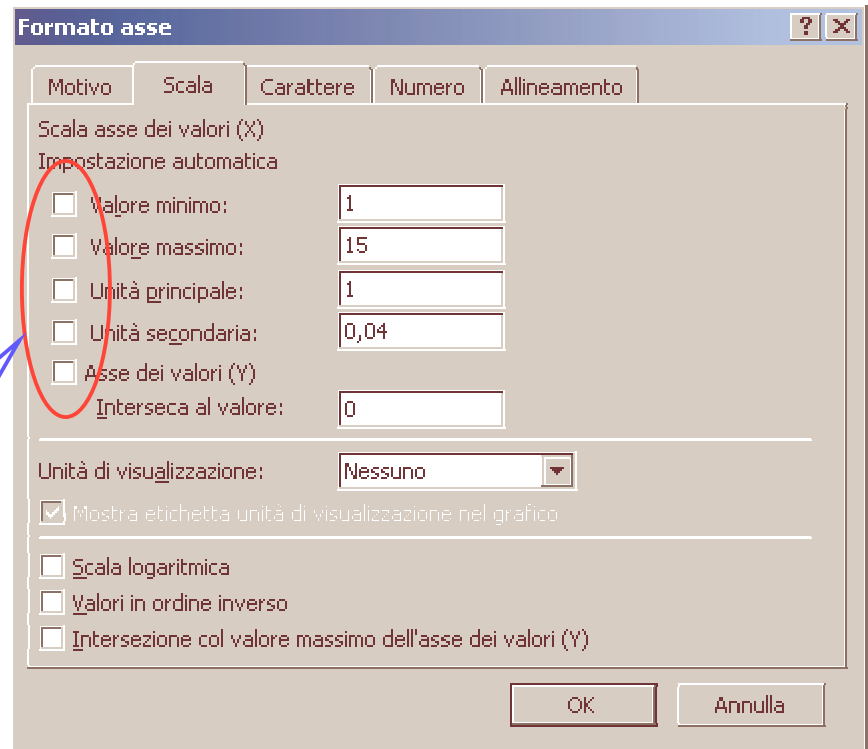 Formato asse
Motivo Scala Carattere Numero Allineamento
Scala asse dei valori (X)
Impostazione automatica
Valore minimo: 1
Valore massimo: 15
Unità principale: 1
Unità secondaria: 0,04
Asse dei valori (Y)
Interseca al valore: 0
Unità di visualizzazione: Nessuno
Mostra etichetta unità di visualizzazione nel grafico
Scala logaritmica
Valori in ordine inverso
Intersezione col valore massimo dell'asse dei valori (Y)
OK Annulla